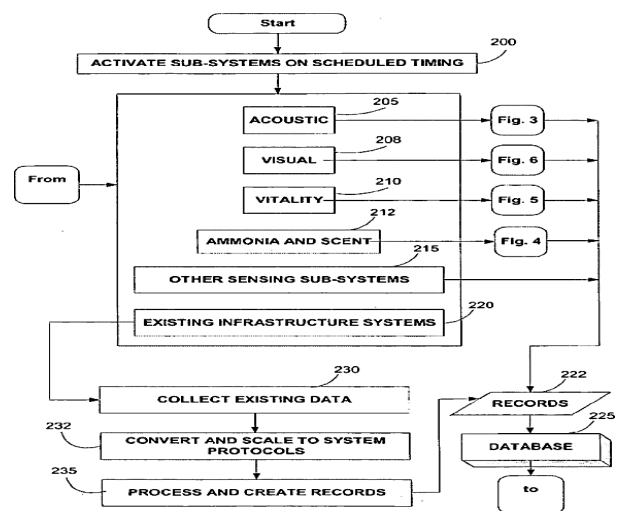 Start
200
ACTIVATE SUB-SYSTEMS ON SCHEDULED TIMING
205
ACOUSTIC
Fig. 3
208
VISUAL
Fig. 6
From
210
VITALITY
Fig. 5
212
AMMONIA AND SCENT
Fig. 4
215
OTHER SENSING SUB-SYSTEMS
220
EXISTING INFRASTRUCTURE SYSTEMS
230
COLLECT EXISTING DATA
222
RECORDS
232
CONVERT AND SCALE TO SYSTEM
PROTOCOLS
225
DATABASE
235
PROCESS AND CREATE RECORDS
to